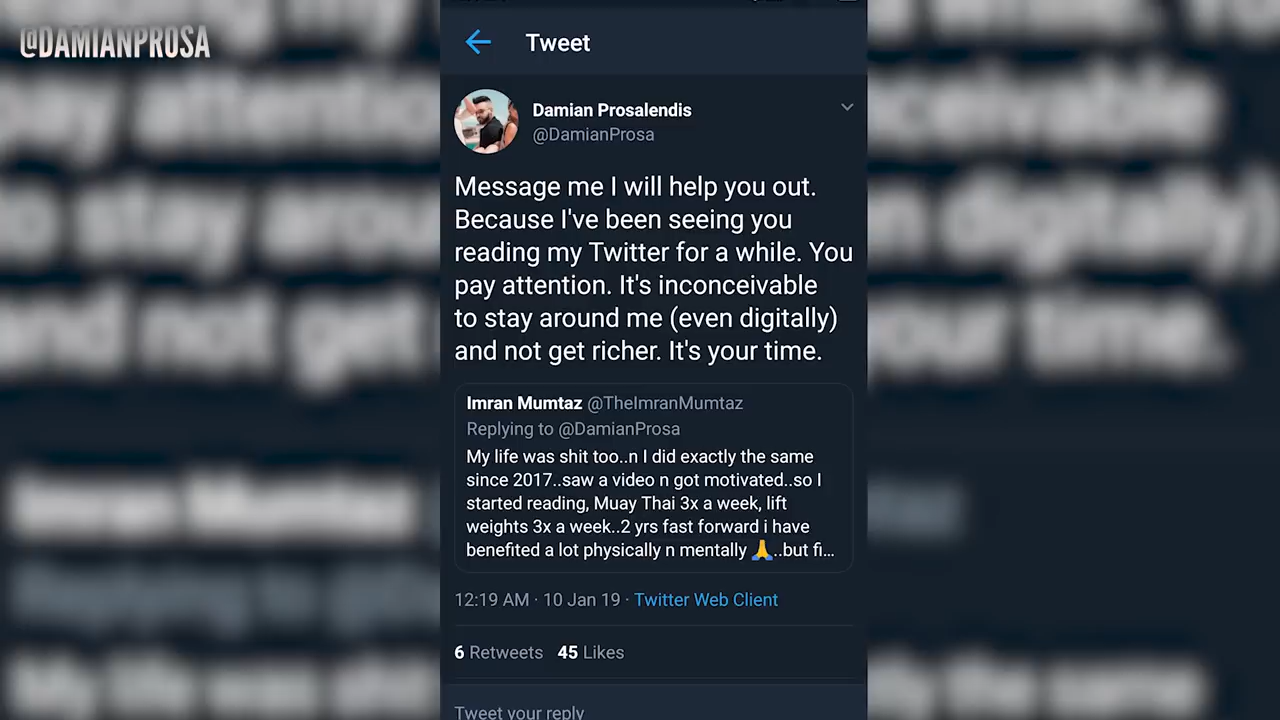 @DAMIANPROSA
Tweet
Damian Prosalendis
@DamianProsa
Message me I will help you out.
Because I've been seeing you
reading my Twitter for a while. You
pay attention. It's inconceivable
to stay around me (even digitally)
and not get richer. It's your time.
Imran Mumtaz @TheImranMumtaz
Replying to @DamianProsa
My life was shit too..n I did exactly the same
since 2017..saw a video n got motivated..so I
started reading, Muay Thai 3x a week, lift
weights 3x a week..2 yrs fast forward i have
benefited a lot physically n mentally 🙏..but fi...
12:19 AM · 10 Jan 19 · Twitter Web Client
6 Retweets 45 Likes
Tweet your reply